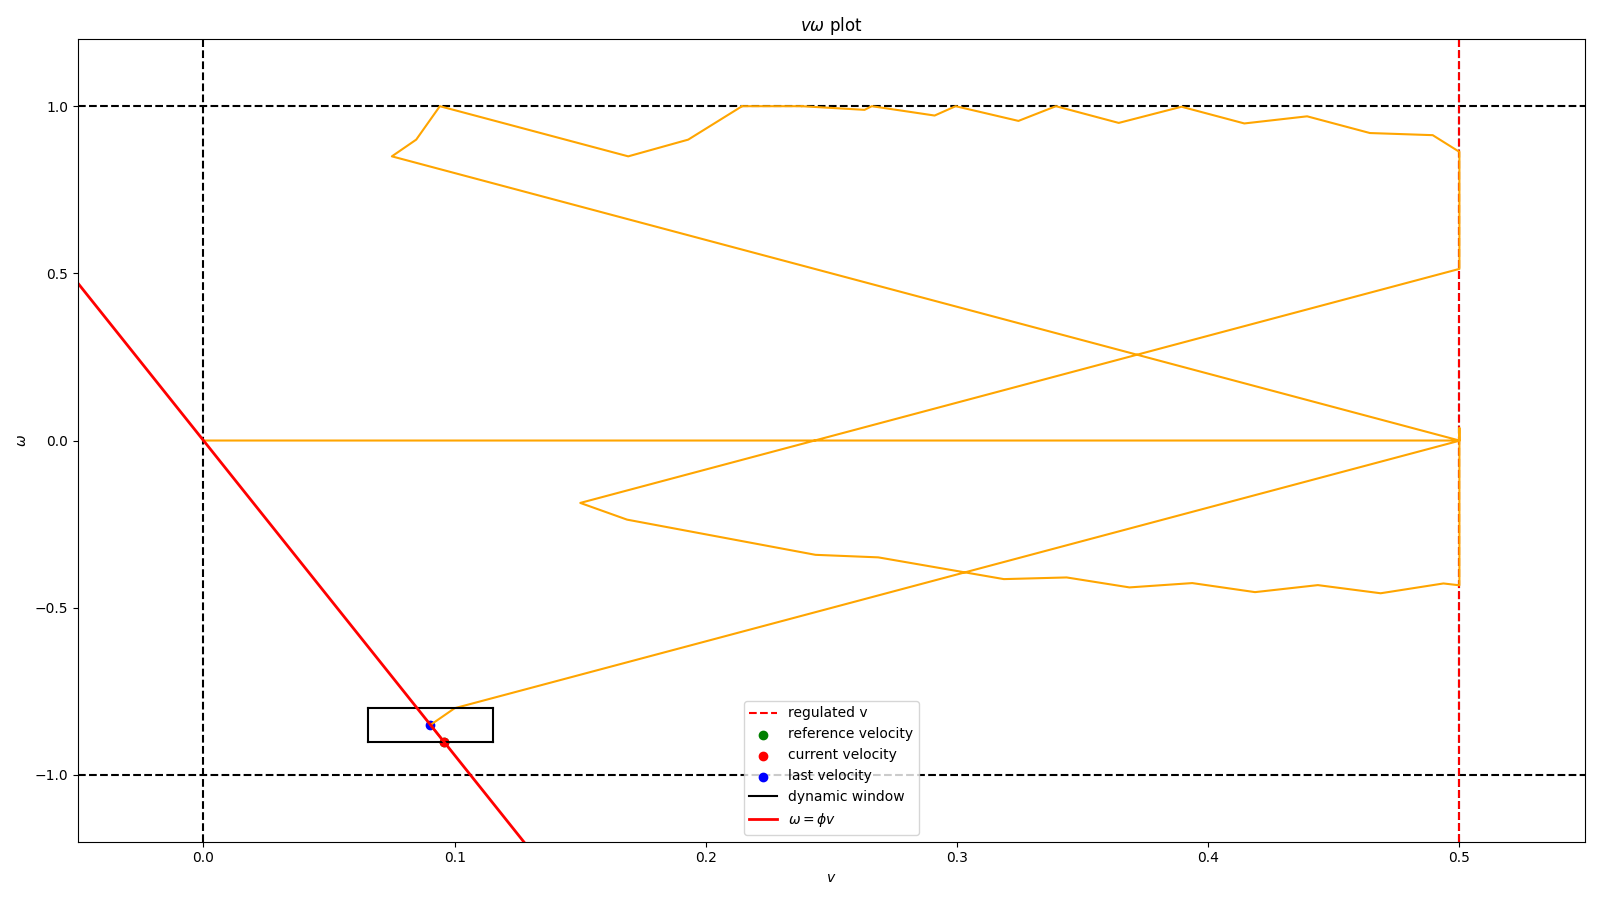 vω plot
1.0
0.5
0.0
−0.5
−1.0
ω
regulated v
reference velocity
current velocity
last velocity
dynamic window
ω = ϕv
0.0 0.1 0.2 0.3 0.4 0.5
v